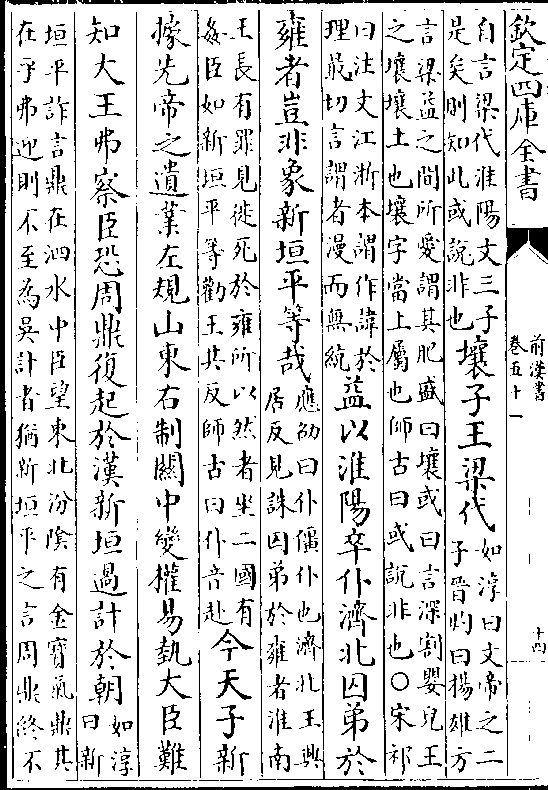 欽定四庫全書
前漢書
卷五十一
十四
自言梁代淮陽文三子
是矣則知此或說非也
壤子王梁代
如淳曰文帝之二
子晉灼曰楊雄方
言梁益之間所愛謂其肥盛曰壤或曰言深割嬰兒王
之壤壤土也壤字當上屬也師古曰或說非也○宋祁
曰注文江浙本謂作諱於
理最切言謂者漫而無統
益以淮陽卒仆濟北囚弟於
雍者豈非象新垣平等哉
應劭曰仆僵仆也濟北王興
居反見誅囚弟於雍者淮南
王長有罪見徙死於雍所以然者坐二國有
姦臣如新垣平等勸王共反師古曰仆音赴
今天子新
據先帝之遺業左規山東右制關中變權易埶大臣難
知大王弗察臣恐周鼎復起於漢新垣過計於朝
如淳
曰新
垣平詐言鼎在泗水中臣望東北汾陰有金寶氣鼎其
在乎弗迎則不至為吳計者猶新垣平之言周鼎終不